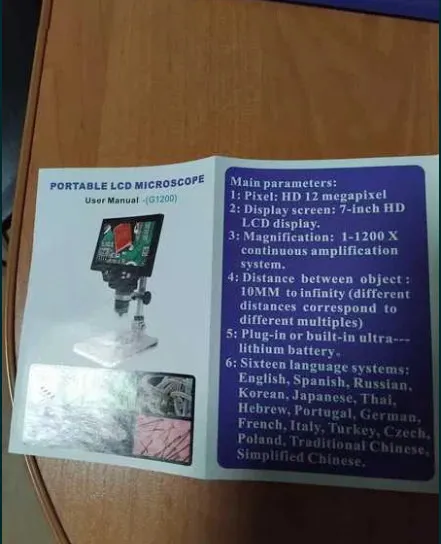 PORTABLE LCD MICROSCOPE
User Manual -(G1200)
Main parameters:
1: Pixel: HD 12 megapixel
2: Display screen: 7-inch HD
LCD display.
3: Magnification: 1-1200 X
continuous amplification
system.
4: Distance between object :
10MM to infinity (different
distances correspond to
different multiples)
5: Plug-in or built-in ultra---
lithium battery。
6: Sixteen language systems:
English, Spanish, Russian,
Korean, Japanese, Thai,
Hebrew, Portugal, German,
French, Italy, Turkey, Czech,
Poland, Traditional Chinese,
Simplified Chinese.